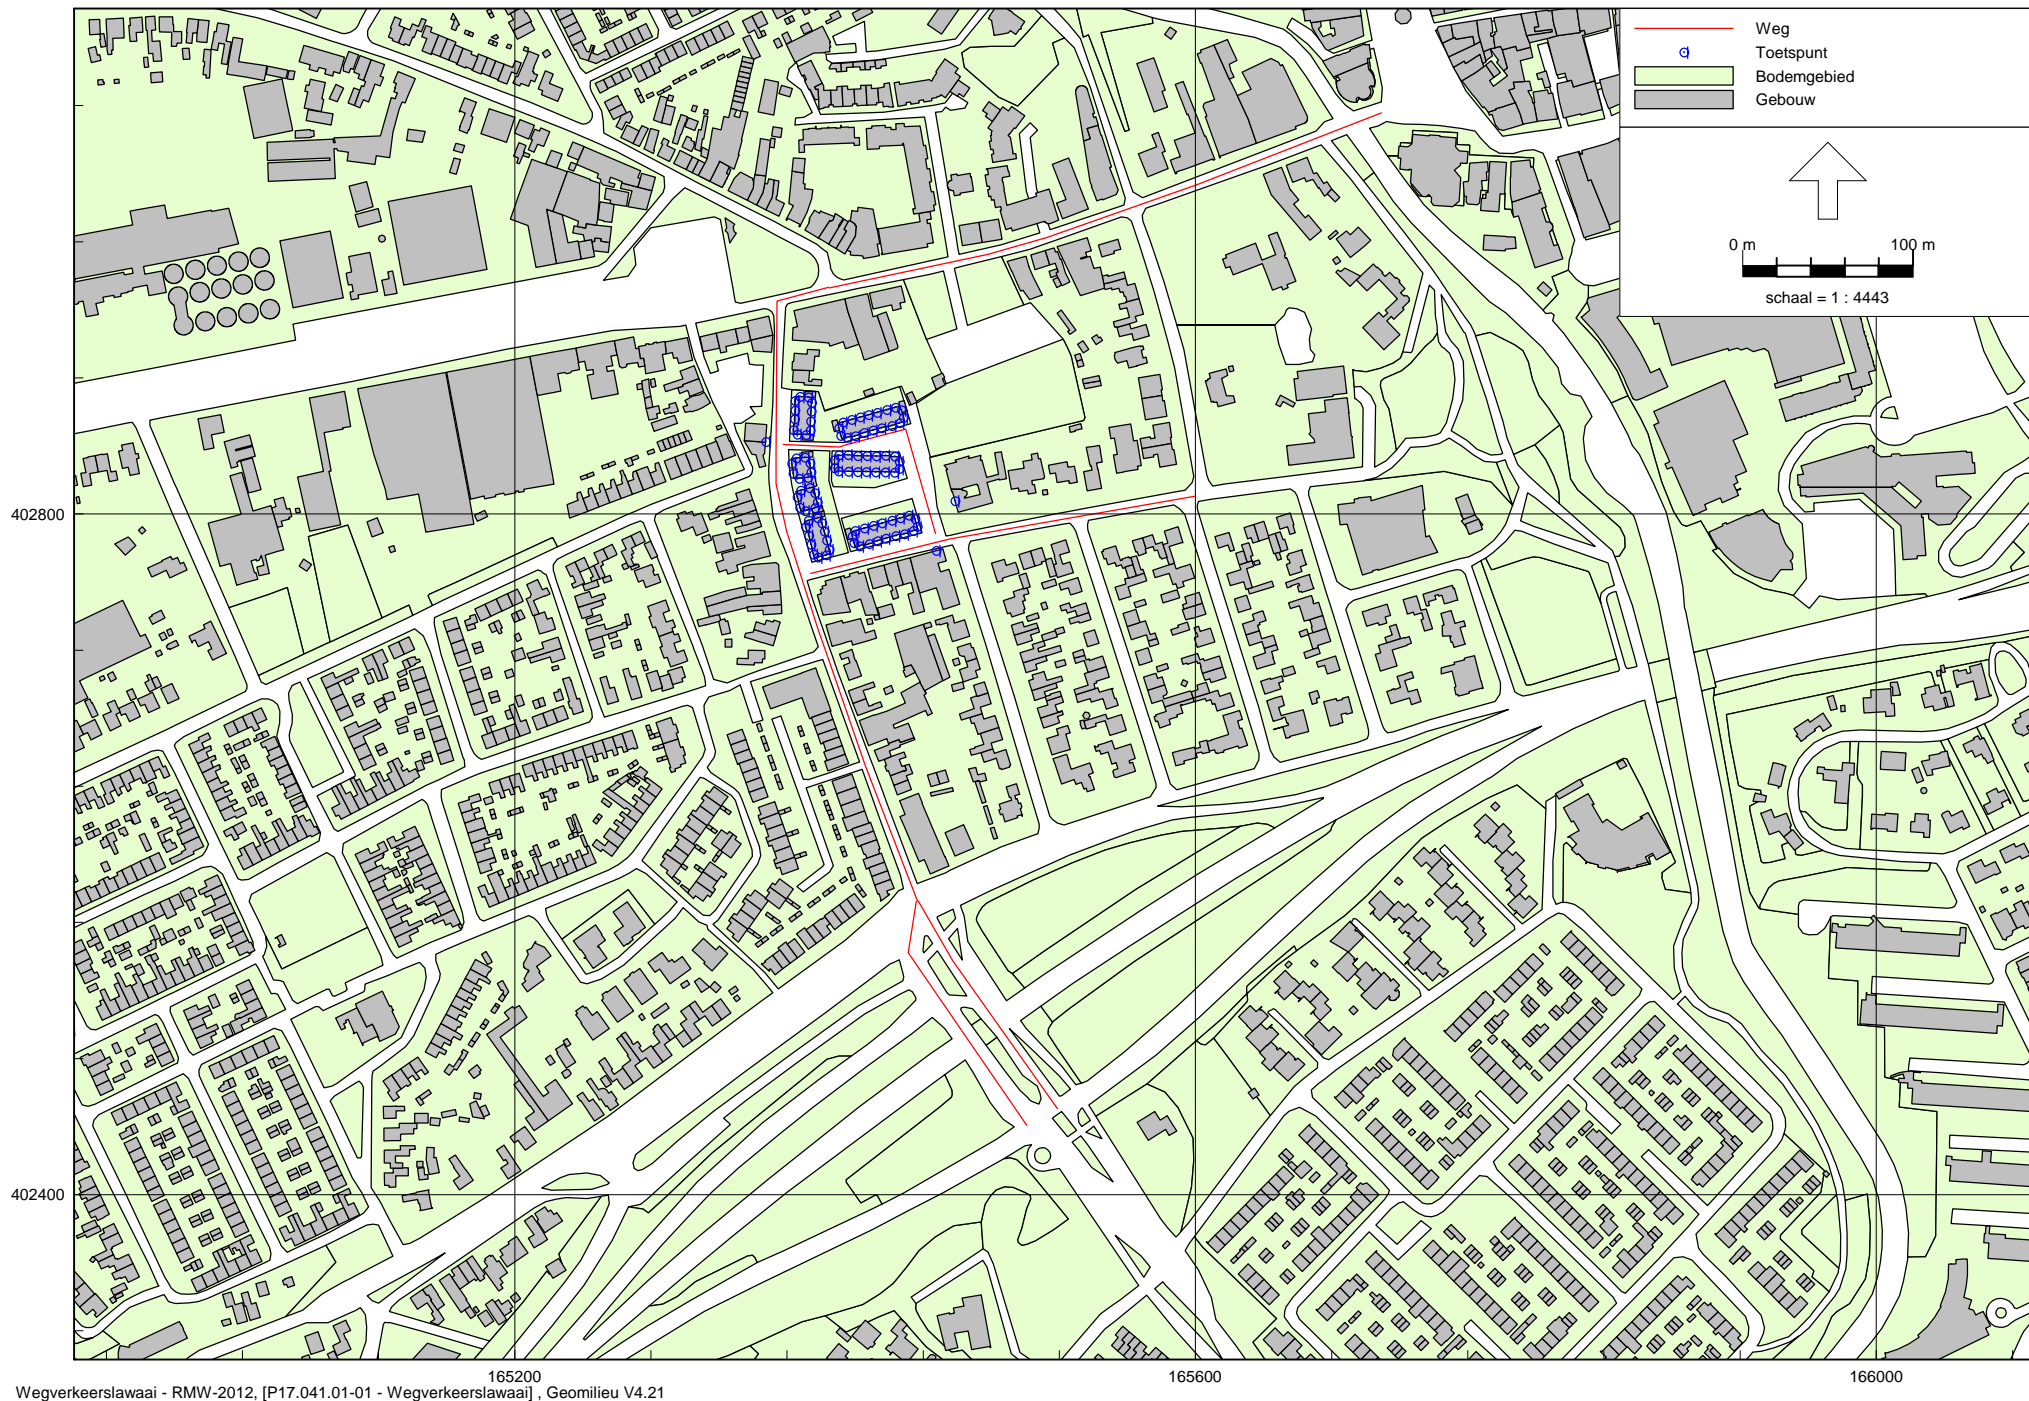 Weg
Toetspunt
Bodemgebied
Gebouw
0 m 100 m
schaal = 1 : 4443
402800
402400
165200 165600 166000
Wegverkeerslawaai - RMW-2012, [P17.041.01-01 - Wegverkeerslawaai] , Geomilieu V4.21